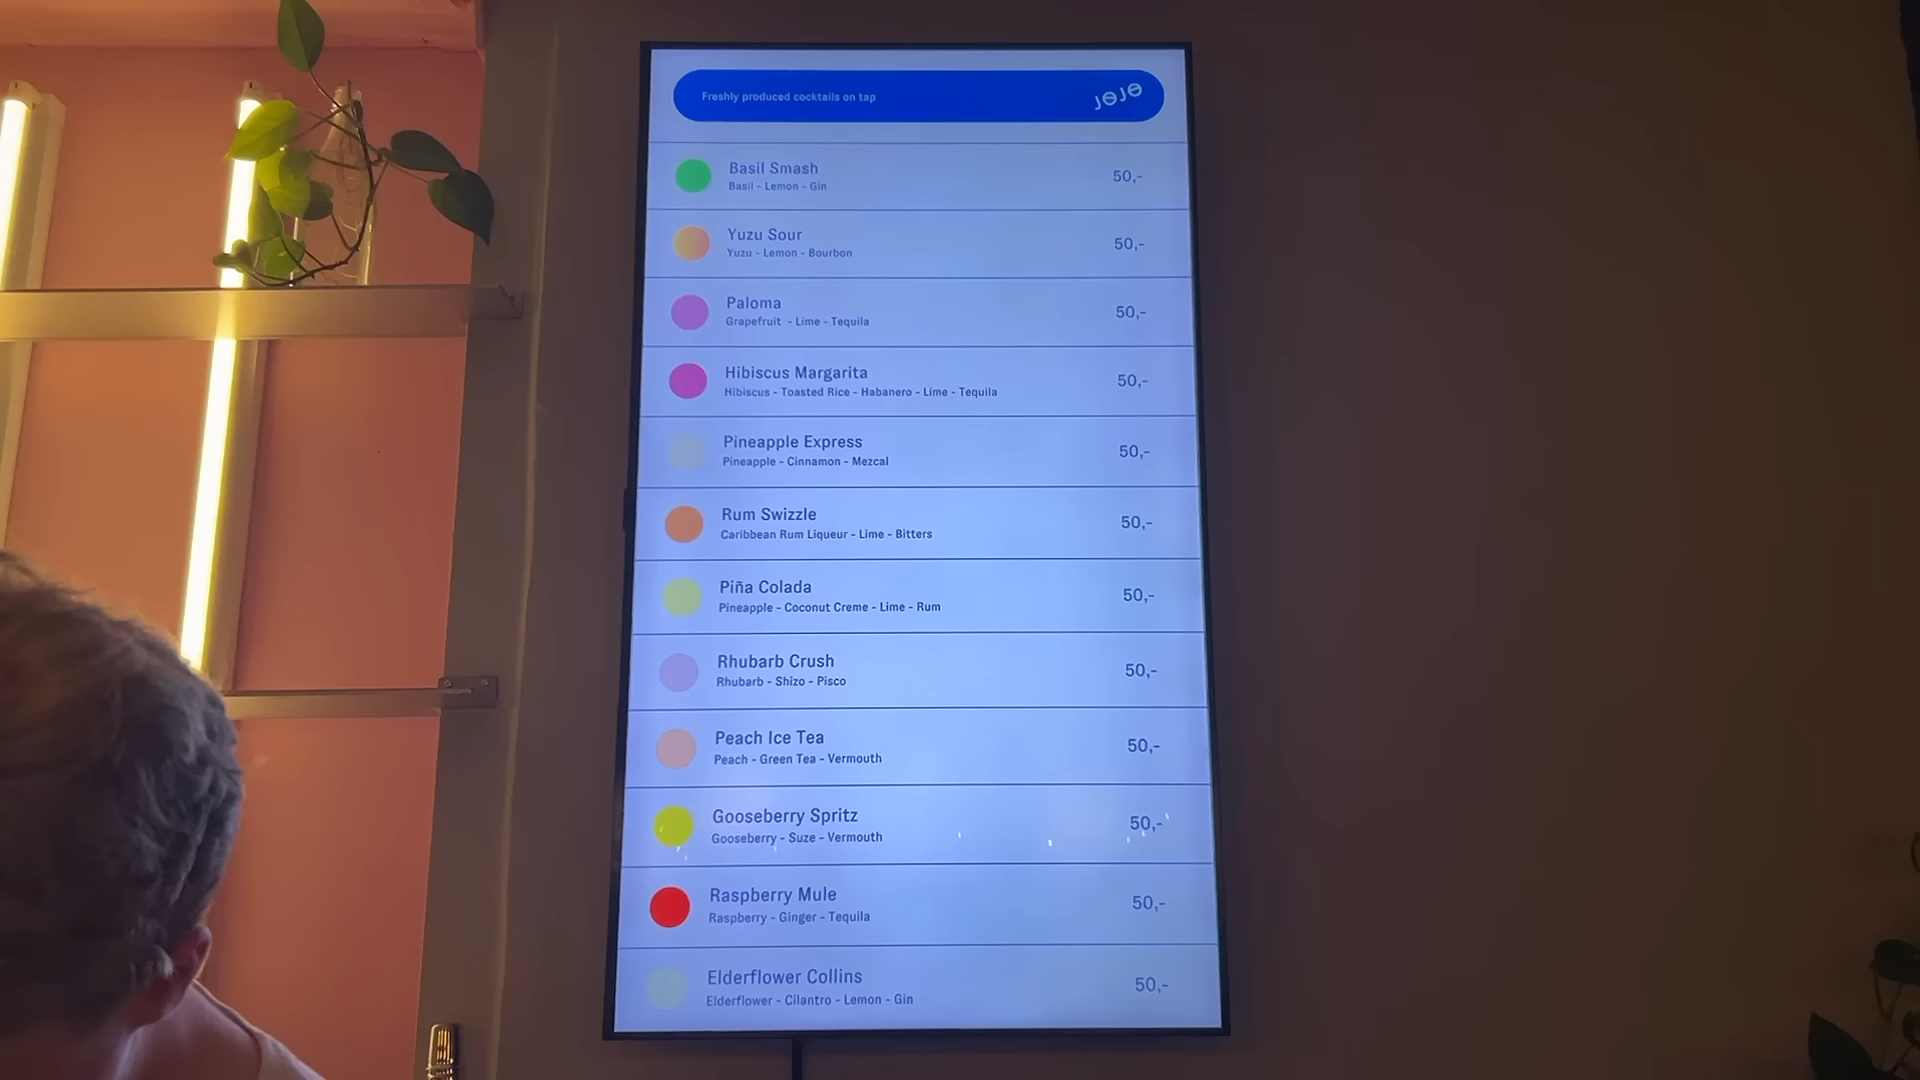 Freshly produced cocktails on tap
JOJO
Basil Smash
Basil - Lemon - Gin
50,-
Yuzu Sour
Yuzu - Lemon - Bourbon
50,-
Paloma
Grapefruit - Lime - Tequila
50,-
Hibiscus Margarita
Hibiscus - Toasted Rice - Habanero - Lime - Tequila
50,-
Pineapple Express
Pineapple - Cinnamon - Mezcal
50,-
Rum Swizzle
Caribbean Rum Liqueur - Lime - Bitters
50,-
Piña Colada
Pineapple - Coconut Creme - Lime - Rum
50,-
Rhubarb Crush
Rhubarb - Shizo - Pisco
50,-
Peach Ice Tea
Peach - Green Tea - Vermouth
50,-
Gooseberry Spritz
Gooseberry - Suze - Vermouth
50,-
Raspberry Mule
Raspberry - Ginger - Tequila
50,-
Elderflower Collins
Elderflower - Cilantro - Lemon - Gin
50,-